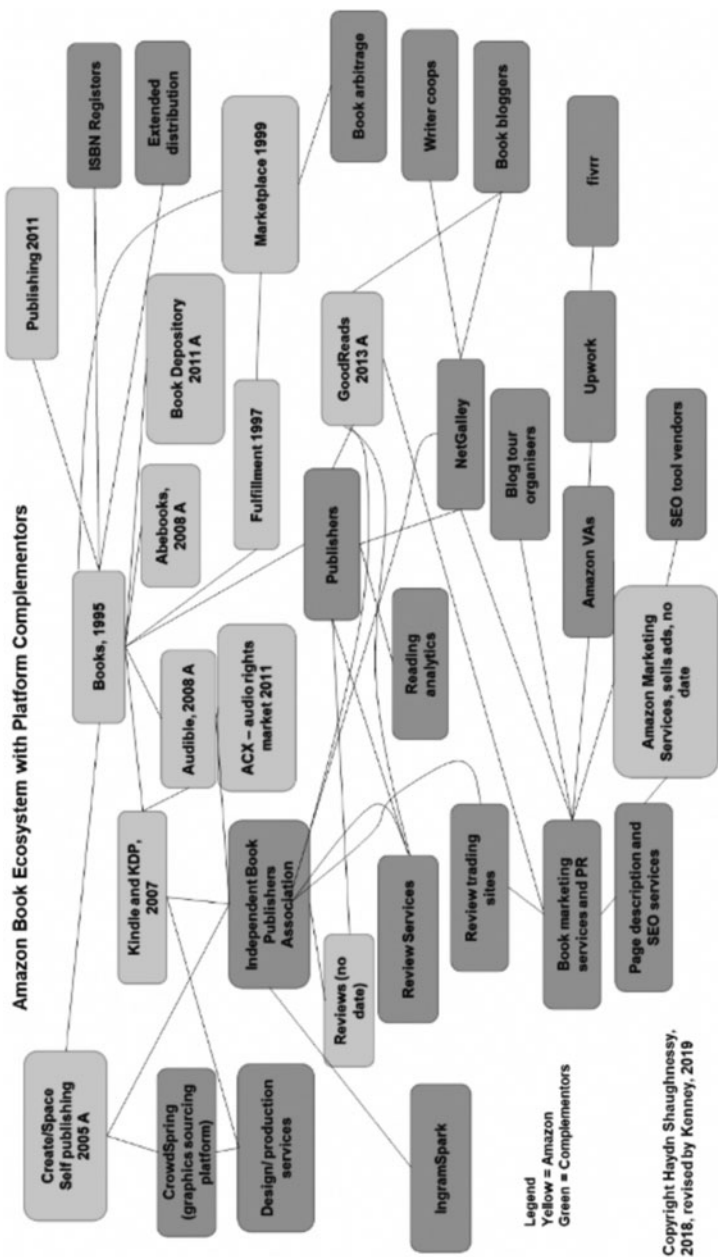 Amazon Book Ecosystem with Platform Complementors
Create/Space
Self publishing
2005 A
Books, 1995
Publishing 2011
ISBN Registers
Extended
distribution
Kindle and KDP,
2007
Audible, 2008 A
Abebooks,
2008 A
Book Depository
2011 A
Marketplace 1999
CrowdSpring
(graphics sourcing
platform)
ACX – audio rights
market 2011
Fulfillment 1997
Design/production
services
Independent Book
Publishers
Association
Publishers
GoodReads
2013 A
Book arbitrage
Reviews (no
date)
Review Services
Reading
analytics
NetGalley
Writer coops
Book bloggers
IngramSpark
Review trading
sites
Blog tour
organisers
Book marketing
services and PR
Amazon VAs
Upwork
fivrr
Page description and
SEO services
Amazon Marketing
Services, sells ads, no
date
SEO tool vendors
Legend
Yellow = Amazon
Green = Complementors
Copyright Haydn Shaughnessy,
2018, revised by Kenney, 2019